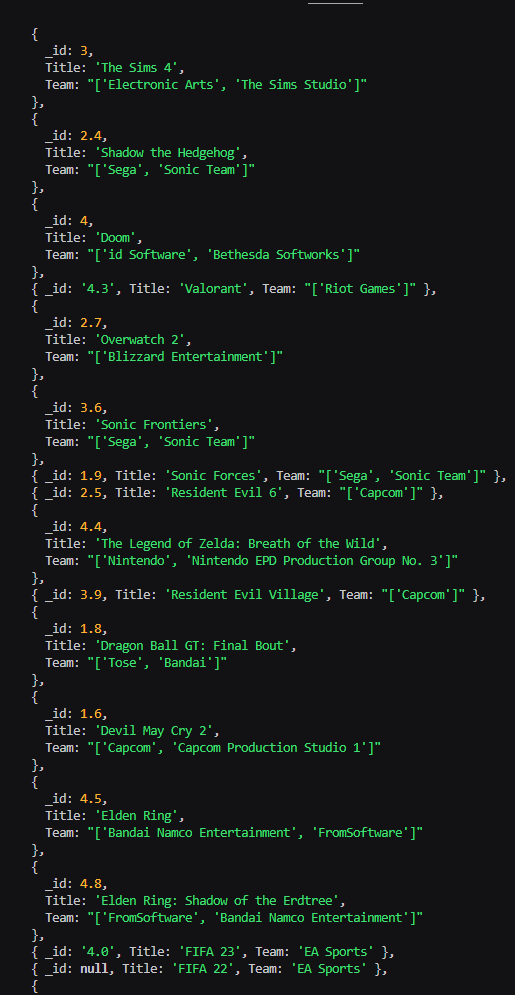 {
_id: 3,
Title: 'The Sims 4',
Team: "['Electronic Arts', 'The Sims Studio']"
},
{
_id: 2.4,
Title: 'Shadow the Hedgehog',
Team: "['Sega', 'Sonic Team']"
},
{
_id: 4,
Title: 'Doom',
Team: "['id Software', 'Bethesda Softworks']"
},
{ _id: '4.3', Title: 'Valorant', Team: "['Riot Games']" },
{
_id: 2.7,
Title: 'Overwatch 2',
Team: "['Blizzard Entertainment']"
},
{
_id: 3.6,
Title: 'Sonic Frontiers',
Team: "['Sega', 'Sonic Team']"
},
{ _id: 1.9, Title: 'Sonic Forces', Team: "['Sega', 'Sonic Team']" },
{ _id: 2.5, Title: 'Resident Evil 6', Team: "['Capcom']" },
{
_id: 4.4,
Title: 'The Legend of Zelda: Breath of the Wild',
Team: "['Nintendo', 'Nintendo EPD Production Group No. 3']"
},
{ _id: 3.9, Title: 'Resident Evil Village', Team: "['Capcom']" },
{
_id: 1.8,
Title: 'Dragon Ball GT: Final Bout',
Team: "['Tose', 'Bandai']"
},
{
_id: 1.6,
Title: 'Devil May Cry 2',
Team: "['Capcom', 'Capcom Production Studio 1']"
},
{
_id: 4.5,
Title: 'Elden Ring',
Team: "['Bandai Namco Entertainment', 'FromSoftware']"
},
{
_id: 4.8,
Title: 'Elden Ring: Shadow of the Erdtree',
Team: "['FromSoftware', 'Bandai Namco Entertainment']"
},
{ _id: '4.0', Title: 'FIFA 23', Team: 'EA Sports' },
{ _id: null, Title: 'FIFA 22', Team: 'EA Sports' },
{